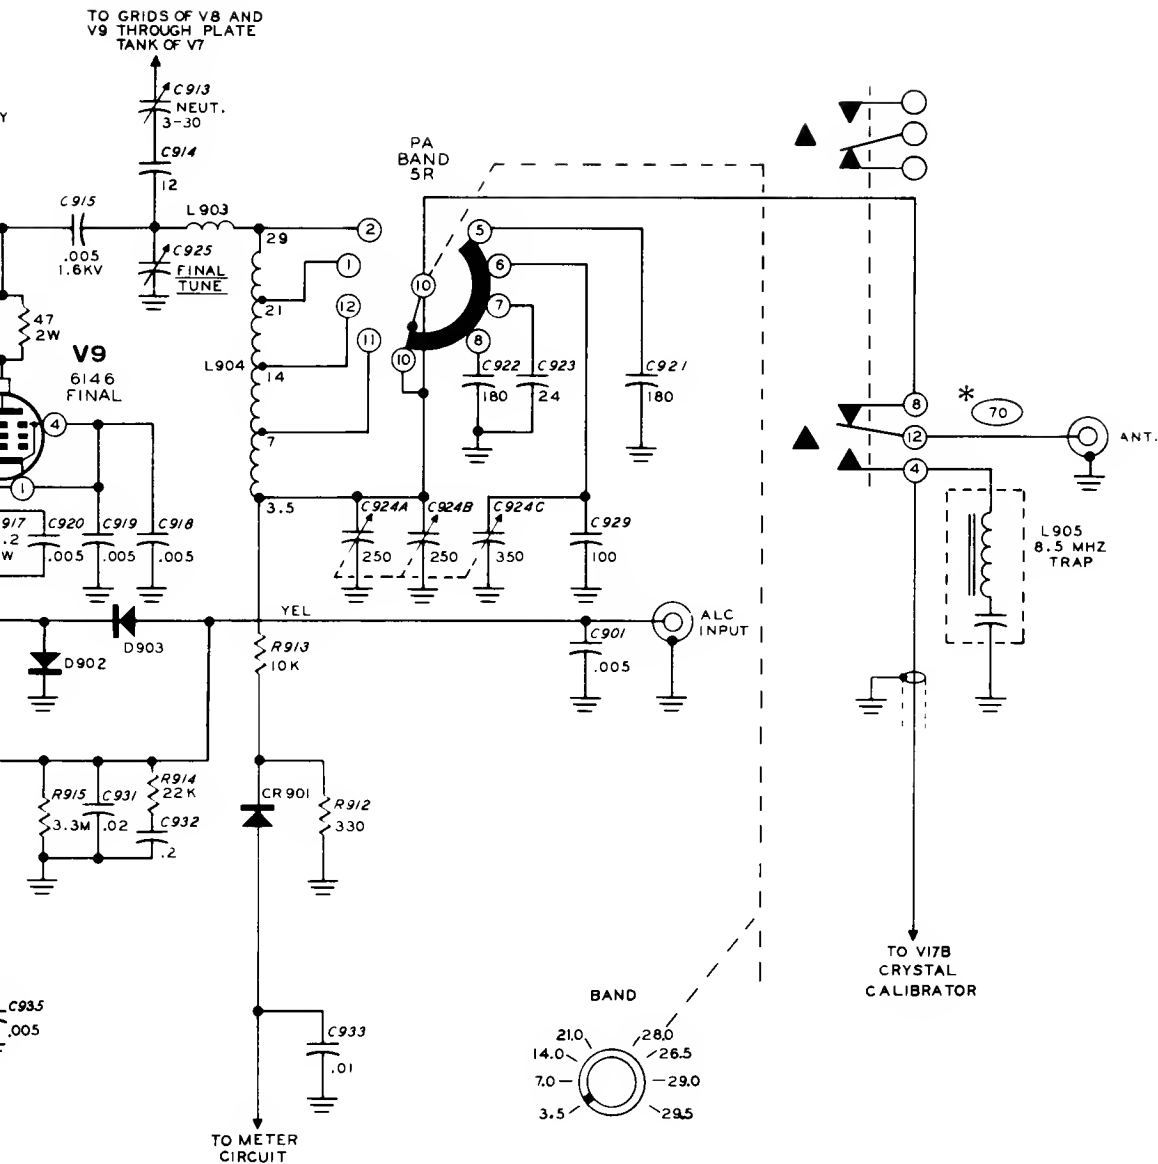 TO GRIDS OF V8 AND
V9 THROUGH PLATE
TANK OF V7
C913
NEUT.
3-30
Y
C914
12
PA
BAND
5R
C915
.005
1.6KV
L903
C925
FINAL
TUNE
29
2
1
21
12
11
L904
14
7
3.5
5
6
7
8
10
10
47
2W
V9
6146
FINAL
4
1
C922
180
C923
24
C921
180
8
12
4
*
70
ANT.
917
.2
W
C920
.005
C919
.005
C918
.005
C924A
250
C924B
250
C924C
350
C929
100
L905
8.5 MHZ
TRAP
YEL
D903
D902
R913
10K
C901
.005
ALC
INPUT
R915
3.3M
C931
.02
R914
22K
C932
.2
CR901
R912
330
TO V17B
CRYSTAL
CALIBRATOR
C935
.005
C933
.01
BAND
21.0
28.0
14.0
26.5
7.0
29.0
3.5
29.5
TO METER
CIRCUIT